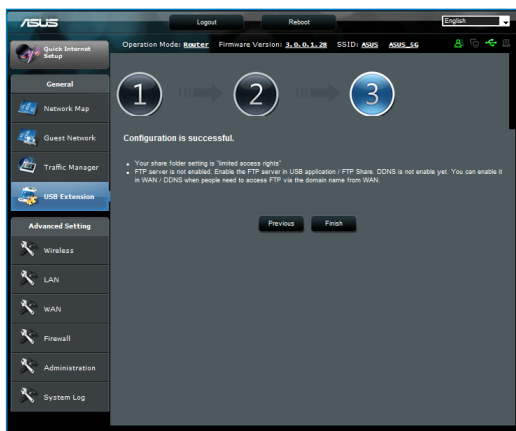 ASUS
Logout
Reboot
English
Quick Internet Setup
Operation Mode: Router Firmware Version: 3.0.0.1.28 SSID: ASUS ASUS_5G
General
Network Map
Guest Network
Traffic Manager
USB Extension
Advanced Setting
Wireless
LAN
WAN
Firewall
Administration
System Log
1
2
3
Configuration is successful.
Your share folder setting is "limited access rights"
FTP server is not enabled. Enable the FTP server in USB application / FTP Share. DDNS is not enable yet. You can enable it
in WAN / DDNS when people need to access FTP via the domain name from WAN.
Previous
Finish